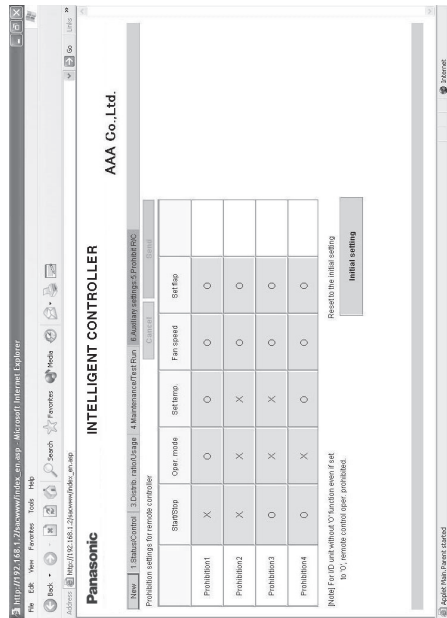 http://192.168.1.2/sacwww/index_en.asp - Microsoft Internet Explorer
File Edit View Favorites Tools Help
Back Search Favorites Media
Address http://192.168.1.2/sacwww/index_en.asp Go Links »
Panasonic INTELLIGENT CONTROLLER AAA Co.,Ltd.
New 1.Status/Control 3.Distrib. ratio/Usage 4.Maintenance/Test Run 6.Auxiliary settings 5.Prohibit R/C
Prohibition settings for remote controller Cancel Send
Start/Stop Oper. mode Set temp. Fan speed Set flap
Prohibition1 X O O O O
Prohibition2 X X X O O
Prohibition3 O X X O O
Prohibition4 O X O O O
[Note] For I/D unit without 'O' function even if set
to 'O', remote control oper. prohibited.
Reset to the initial setting
Initial setting
Applet Main.Parent started Internet